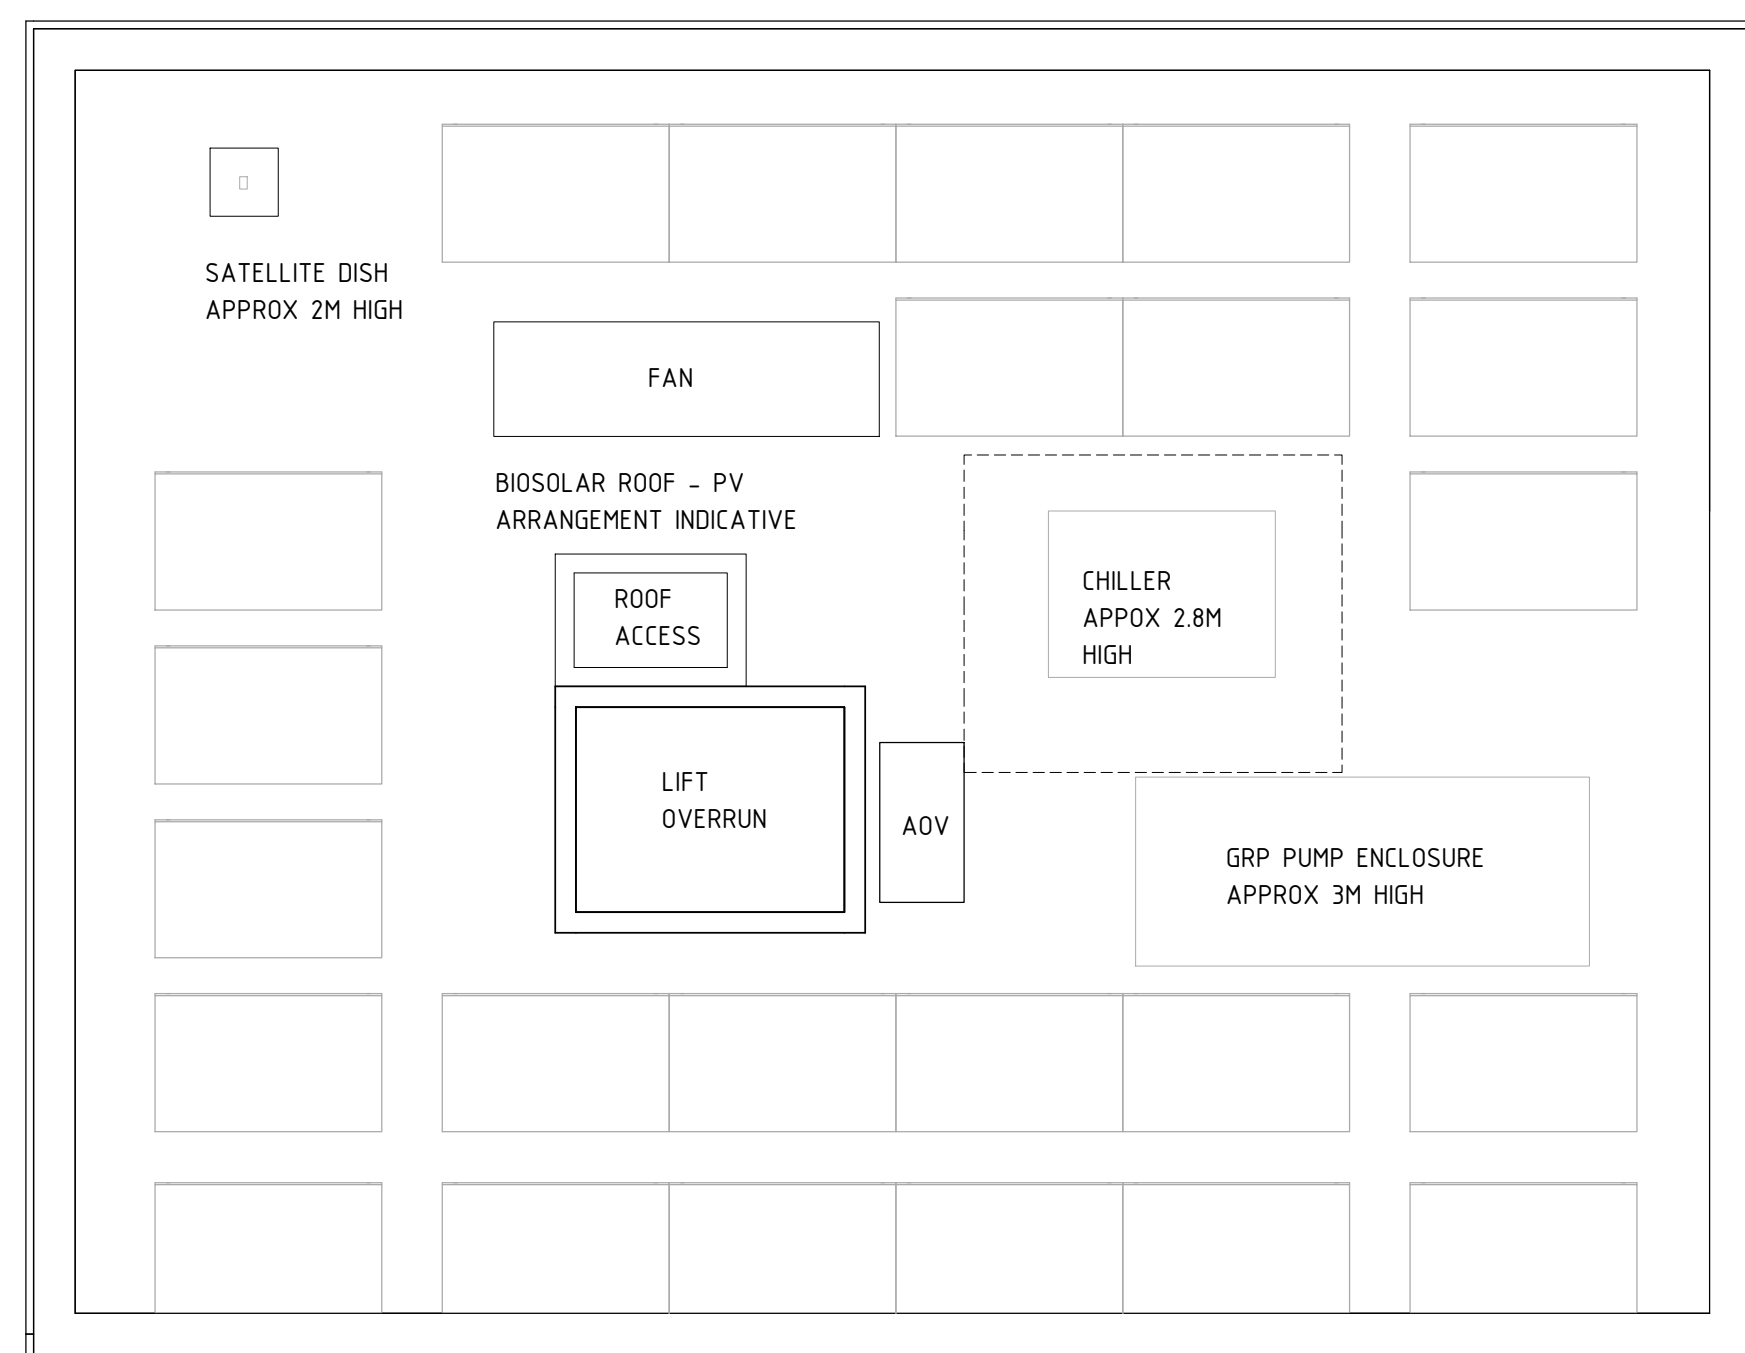 SATELLITE DISH
APPROX 2M HIGH
FAN
BIOSOLAR ROOF - PV
ARRANGEMENT INDICATIVE
ROOF
ACCESS
CHILLER
APPOX 2.8M
HIGH
LIFT
OVERRUN
AOV
GRP PUMP ENCLOSURE
APPROX 3M HIGH